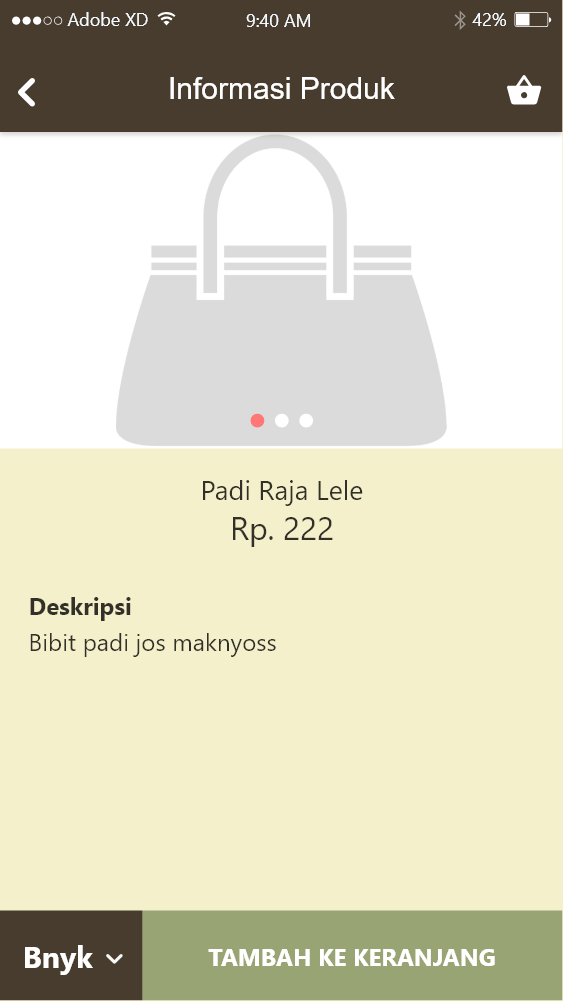 Adobe XD 9:40 AM 42%
Informasi Produk
Padi Raja Lele
Rp. 222
Deskripsi
Bibit padi jos maknyoss
Bnyk TAMBAH KE KERANJANG